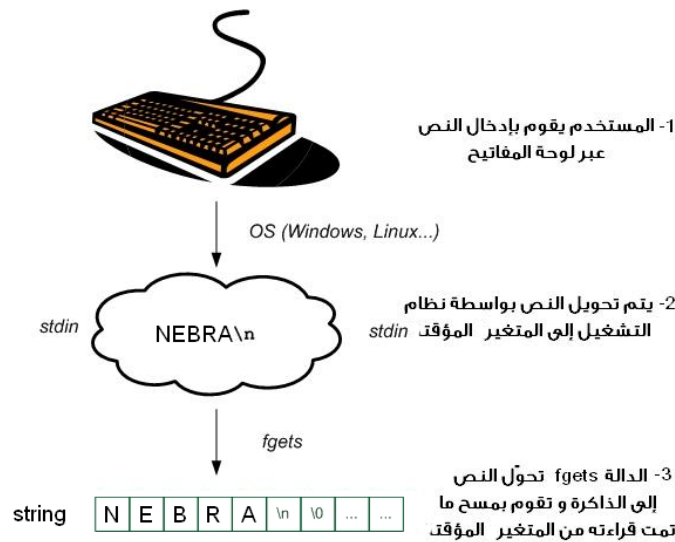 1- المستخدم يقوم بإدخال النص
عبر لوحة المفاتيح
OS (Windows, Linux...)
stdin
NEBRA\n
2- يتم تحويل النص بواسطة نظام
التشغيل إلى المتغير المؤقت stdin
fgets
3- الدالة fgets تحوّل النص
إلى الذاكرة و تقوم بمسح ما
تمت قراءته من المتغير المؤقت
string N E B R A \n \0 ... ...